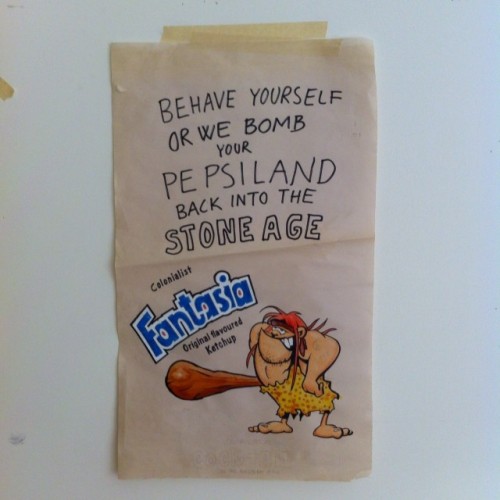 BEHAVE YOURSELF
OR WE BOMB
YOUR
PEPSILAND
BACK INTO THE
STONE AGE
Colonialist
Fantasia
Original flavoured
Ketchup